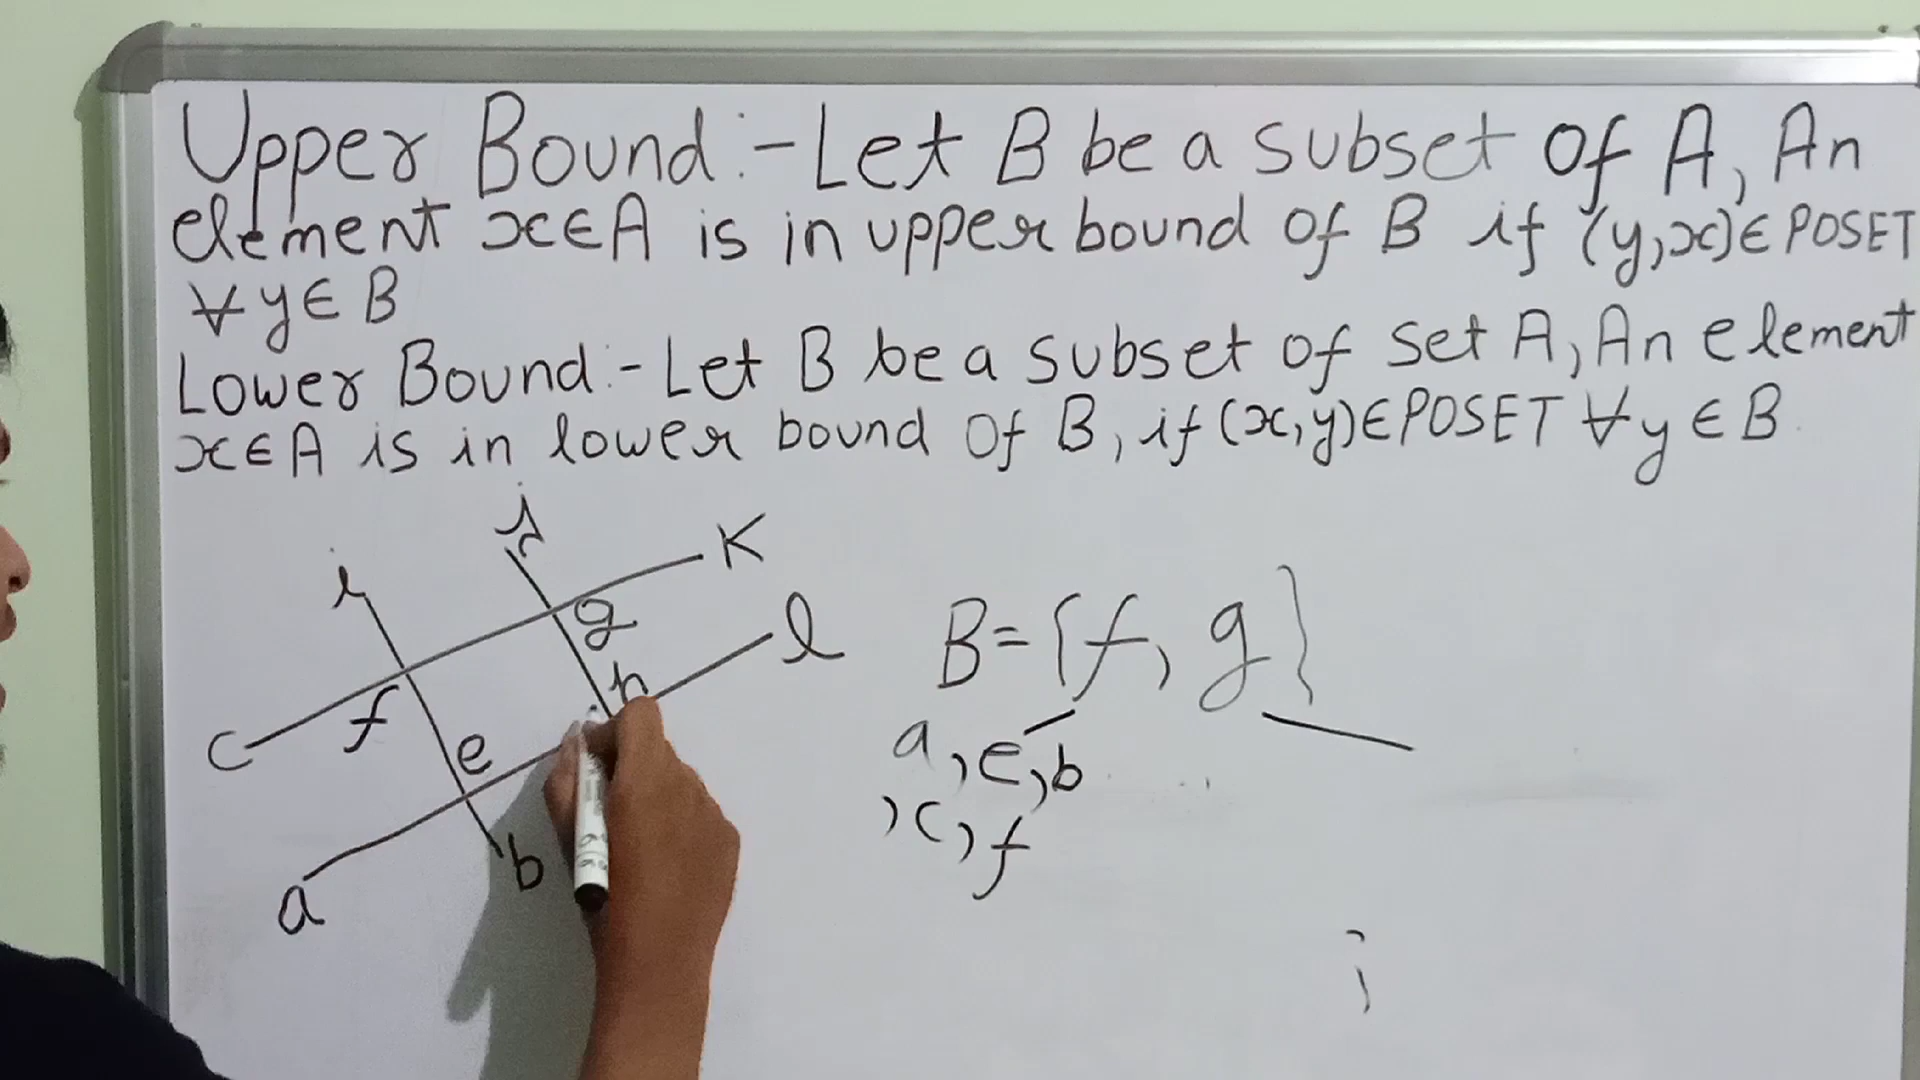 Upper Bound:- Let B be a subset of A, An
element x∈A is in upper bound of B if (y,x)∈ POSET
∀ y∈ B
Lower Bound:- Let B be a subset of set A, An element
x∈A is in lower bound of B, if (x,y)∈POSET ∀ y ∈ B
i
K
g
l
h
c
f
e
a
b
B={f, g}
a, e, b
, c, f